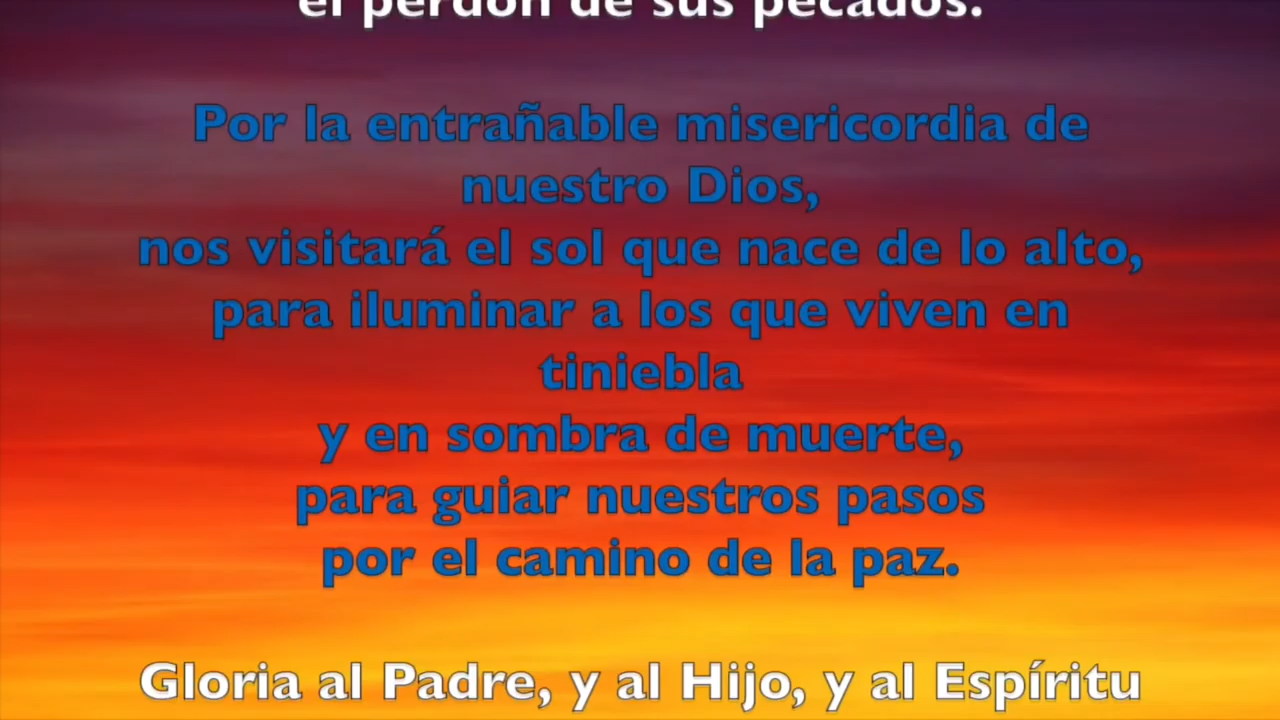 el perdón de sus pecados.
Por la entrañable misericordia de
nuestro Dios,
nos visitará el sol que nace de lo alto,
para iluminar a los que viven en
tiniebla
y en sombra de muerte,
para guiar nuestros pasos
por el camino de la paz.
Gloria al Padre, y al Hijo, y al Espíritu